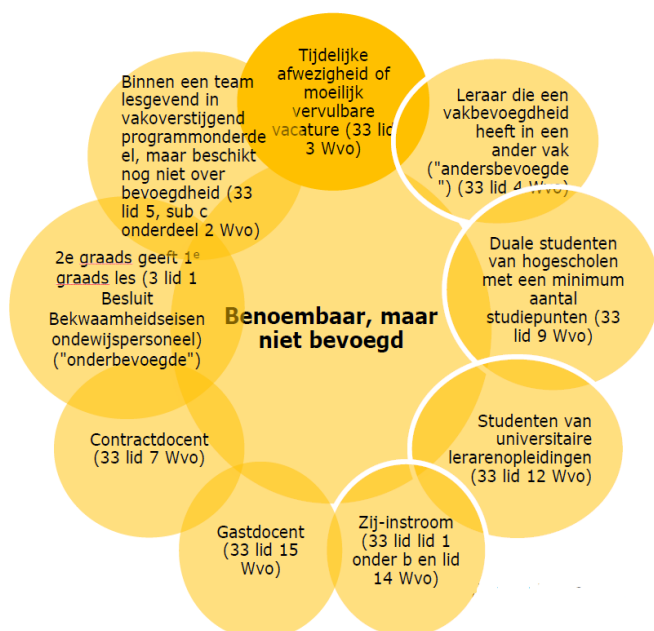 Tijdelijke
afwezigheid of
moeilijk
vervulbare
vacature (33 lid
3 Wvo)
Leraar die een
vakbevoegdheid
heeft in een
ander vak
("andersbevoegde
") (33 lid 4 Wvo)
Duale studenten
van hogescholen
met een minimum
aantal
studiepunten (33
lid 9 Wvo)
Studenten van
universitaire
lerarenopleidingen
(33 lid 12 Wvo)
Zij-instroom
(33 lid lid 1
onder b en lid
14 Wvo)
Gastdocent
(33 lid 15
Wvo)
Contractdocent
(33 lid 7 Wvo)
2e graads geeft 1e
graads les (3 lid 1
Besluit
Bekwaamheidseisen
ondewijspersoneel)
("onderbevoegde")
Binnen een team
lesgevend in
vakoverstijgend
programmonderde
el, maar beschikt
nog niet over
bevoegdheid (33
lid 5, sub c
onderdeel 2 Wvo)
Benoembaar, maar
niet bevoegd